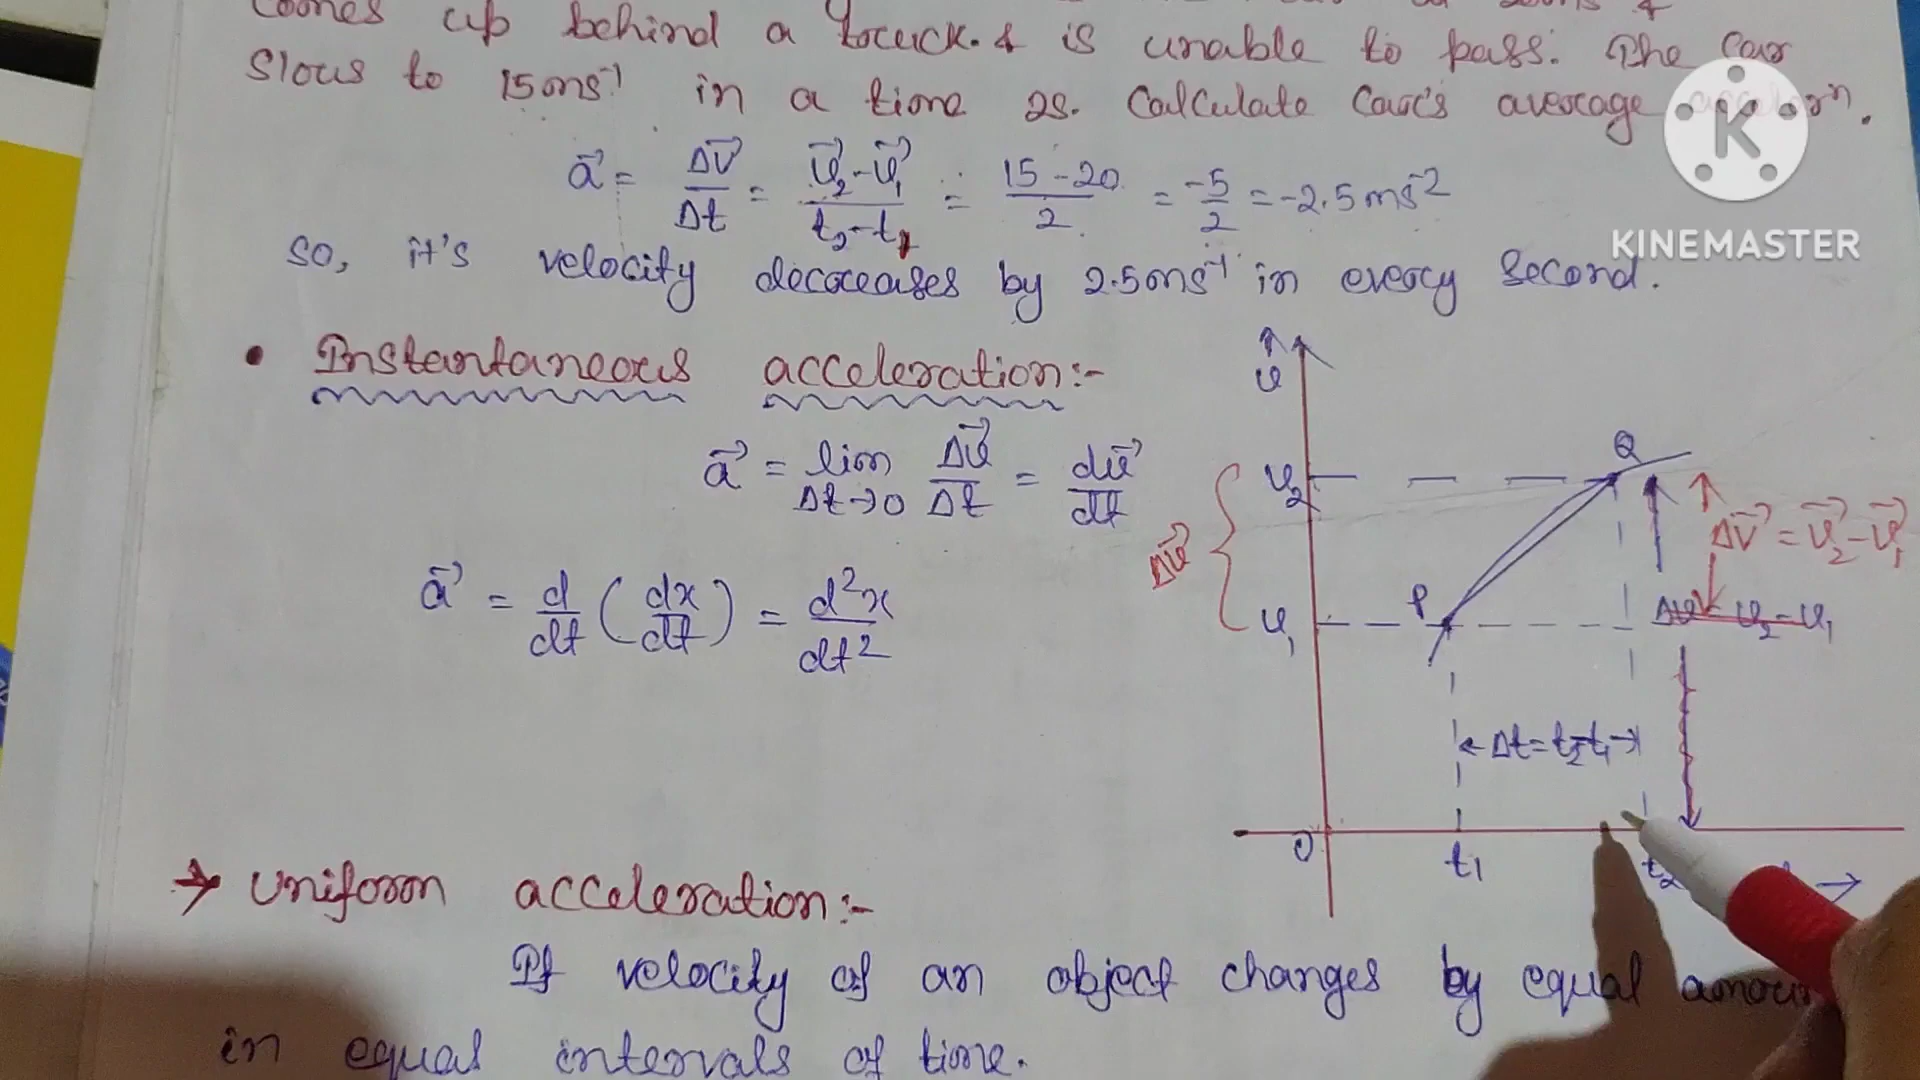 comes up behind a truck. & is unable to pass. The car
slows to 15ms⁻¹ in a time 2s. Calculate car's average
a⃗ = ΔV⃗/Δt = (v⃗₂-v⃗₁)/(t₂-t₁) = (15-20)/2 = -5/2 = -2.5ms⁻²
so, it's velocity decreases by 2.5ms⁻¹ in every second.
K
KINEMASTER
• Instantaneous acceleration:-
a⃗ = lim Δt→0 Δv⃗/Δt = dv⃗/dt
a⃗ = d/dt (dx/dt) = d²x/dt²
v
Q
v₂
Δv⃗
ΔV⃗ = v⃗₂-v⃗₁
P
v₁
Δv = v₂-v₁
Δt=t₂-t₁
O t₁ t₂
→ Uniform acceleration:-
If velocity of an object changes by equal
in equal intervals of time.